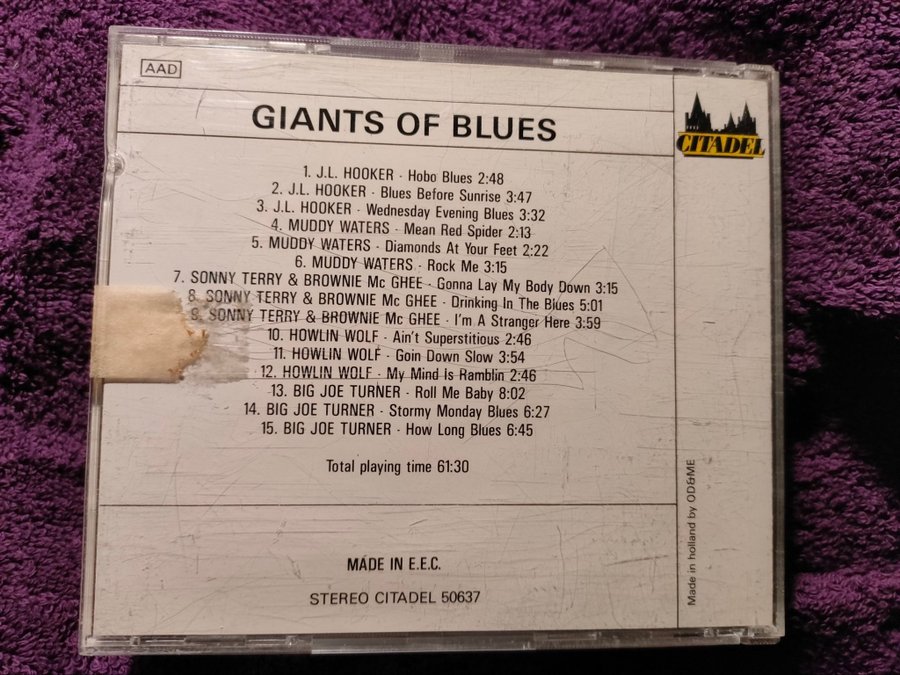 AAD
GIANTS OF BLUES
CITADEL
1. J.L. HOOKER - Hobo Blues 2:48
2. J.L. HOOKER - Blues Before Sunrise 3:47
3. J.L. HOOKER - Wednesday Evening Blues 3:32
4. MUDDY WATERS - Mean Red Spider 2:13
5. MUDDY WATERS - Diamonds At Your Feet 2:22
6. MUDDY WATERS - Rock Me 3:15
7. SONNY TERRY & BROWNIE Mc GHEE - Gonna Lay My Body Down 3:15
8. SONNY TERRY & BROWNIE Mc GHEE - Drinking In The Blues 5:01
9. SONNY TERRY & BROWNIE Mc GHEE - I'm A Stranger Here 3:59
10. HOWLIN WOLF - Ain't Superstitious 2:46
11. HOWLIN WOLF - Goin Down Slow 3:54
12. HOWLIN WOLF - My Mind Is Ramblin 2:46
13. BIG JOE TURNER - Roll Me Baby 8:02
14. BIG JOE TURNER - Stormy Monday Blues 6:27
15. BIG JOE TURNER - How Long Blues 6:45
Total playing time 61:30
MADE IN E.E.C.
STEREO CITADEL 50637
Made in holland by OD&ME